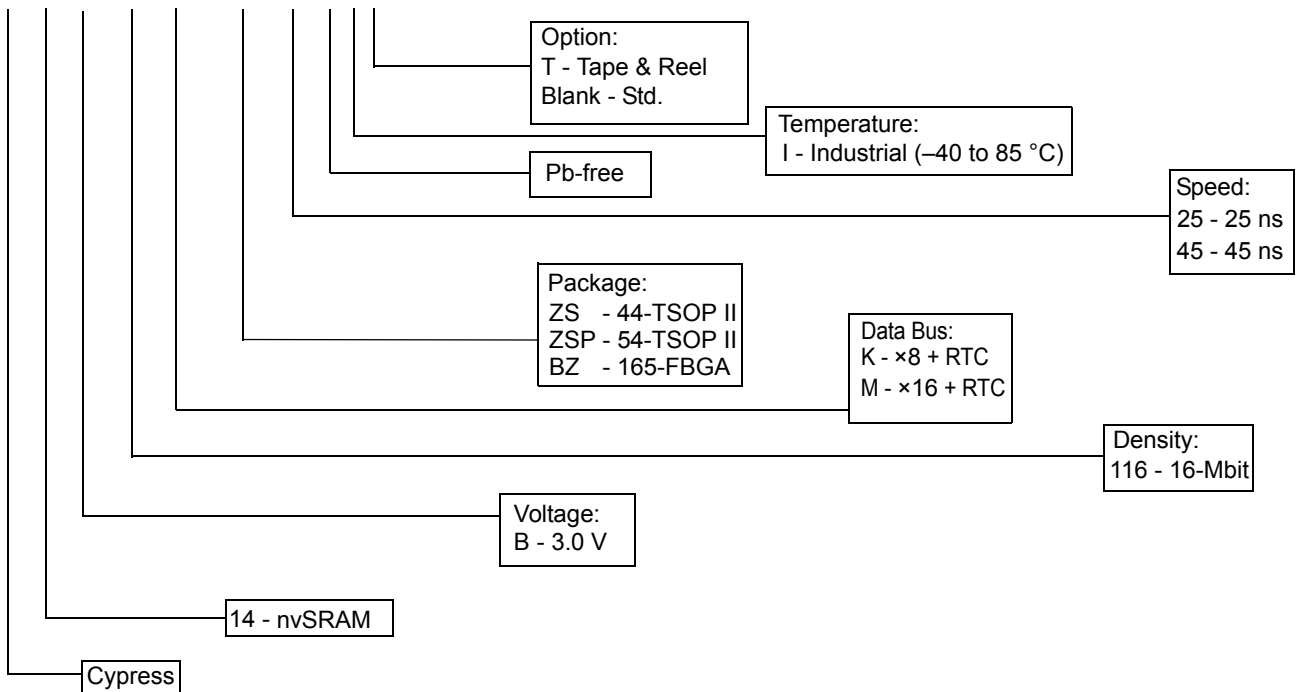 Option:
T - Tape & Reel
Blank - Std.
Temperature:
I - Industrial (–40 to 85 °C)
Pb-free
Speed:
25 - 25 ns
45 - 45 ns
Package:
ZS - 44-TSOP II
ZSP - 54-TSOP II
BZ - 165-FBGA
Data Bus:
K - ×8 + RTC
M - ×16 + RTC
Density:
116 - 16-Mbit
Voltage:
B - 3.0 V
14 - nvSRAM
Cypress